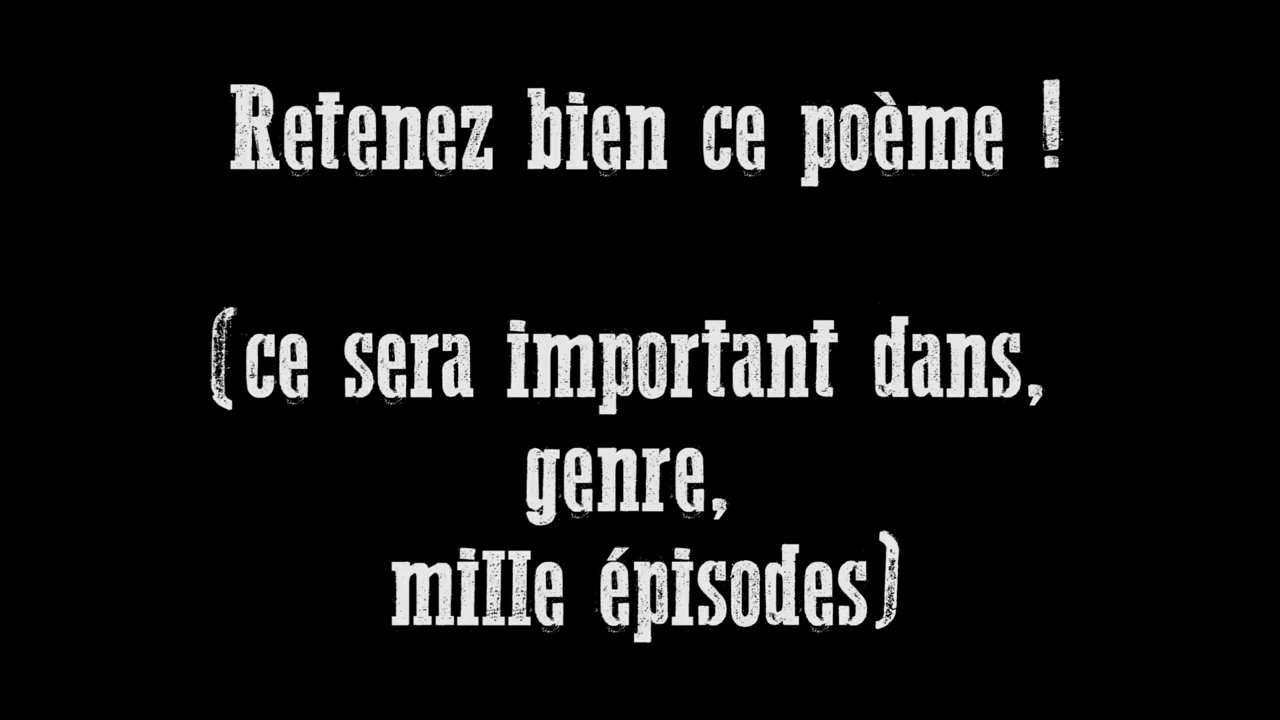 Retenez bien ce poème !
(ce sera important dans,
genre,
mille épisodes)